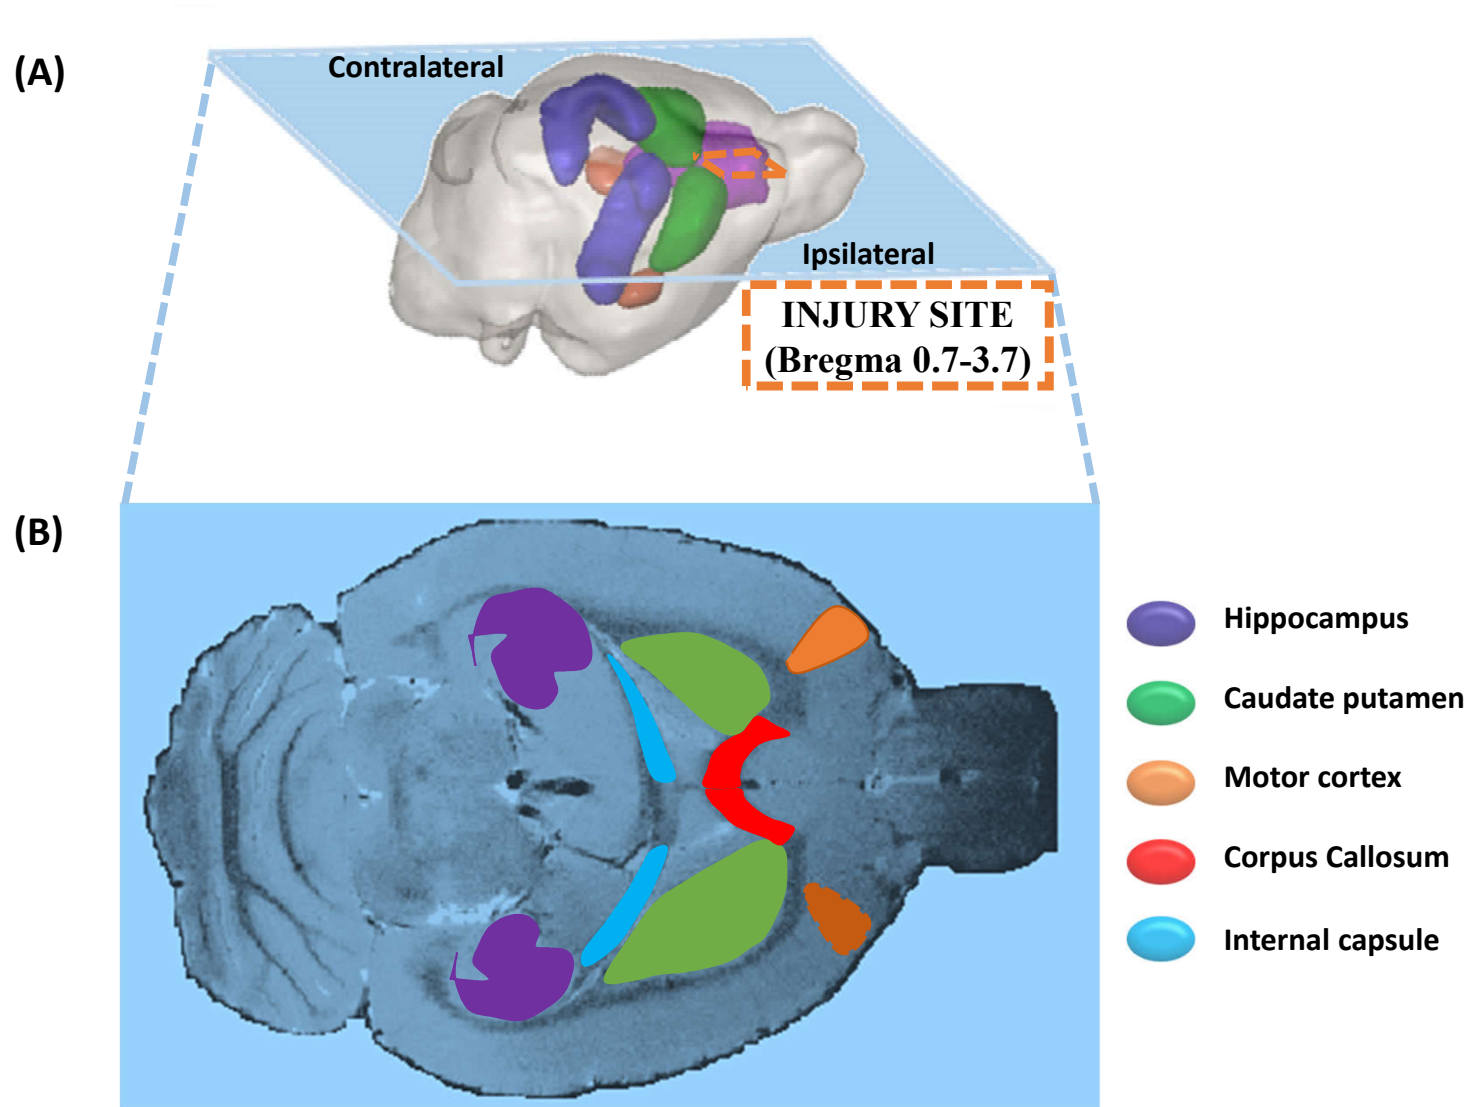 (A)
Contralateral
Ipsilateral
INJURY SITE
(Bregma 0.7-3.7)
(B)
Hippocampus
Caudate putamen
Motor cortex
Corpus Callosum
Internal capsule